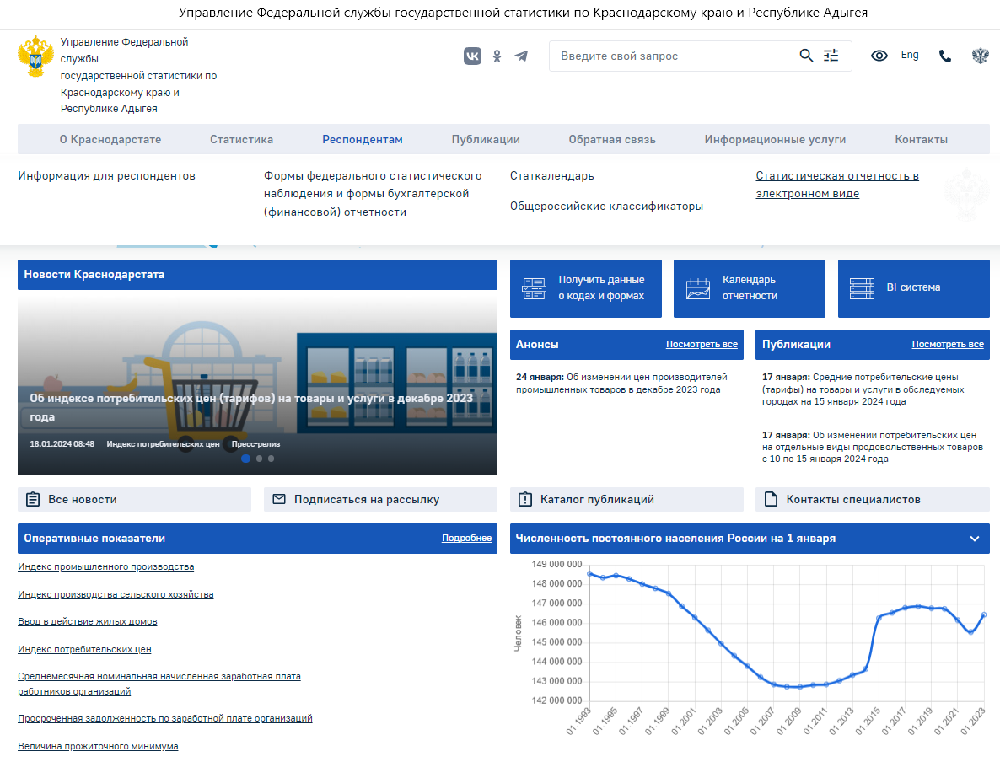 Управление Федеральной службы государственной статистики по Краснодарскому краю и Республике Адыгея
Управление Федеральной
службы
государственной статистики по
Краснодарскому краю и
Республике Адыгея
Введите свой запрос
Eng
О Краснодарстате
Статистика
Респондентам
Публикации
Обратная связь
Информационные услуги
Контакты
Информация для респондентов
Формы федерального статистического
наблюдения и формы бухгалтерской
(финансовой) отчетности
Статкалендарь
Общероссийские классификаторы
Статистическая отчетность в
электронном виде
Новости Краснодарстата
Об индексе потребительских цен (тарифов) на товары и услуги в декабре 2023
года
18.01.2024 08:48 Индекс потребительских цен Пресс-релиз
Получить данные
о кодах и формах
Календарь
отчетности
BI-система
Анонсы
Посмотреть все
24 января: Об изменении цен производителей
промышленных товаров в декабре 2023 года
Публикации
Посмотреть все
17 января: Средние потребительские цены
(тарифы) на товары и услуги в обследуемых
городах на 15 января 2024 года
17 января: Об изменении потребительских цен
на отдельные виды продовольственных товаров
с 10 по 15 января 2024 года
Все новости
Подписаться на рассылку
Каталог публикаций
Контакты специалистов
Оперативные показатели
Подробнее
Индекс промышленного производства
Индекс производства сельского хозяйства
Ввод в действие жилых домов
Индекс потребительских цен
Среднемесячная номинальная начисленная заработная плата
работников организаций
Просроченная задолженность по заработной плате организаций
Величина прожиточного минимума
Численность постоянного населения России на 1 января
Человек
149 000 000
148 000 000
147 000 000
146 000 000
145 000 000
144 000 000
143 000 000
142 000 000
01.1993
01.1995
01.1997
01.1999
01.2001
01.2003
01.2005
01.2007
01.2009
01.2011
01.2013
01.2015
01.2017
01.2019
01.2021
01.2023